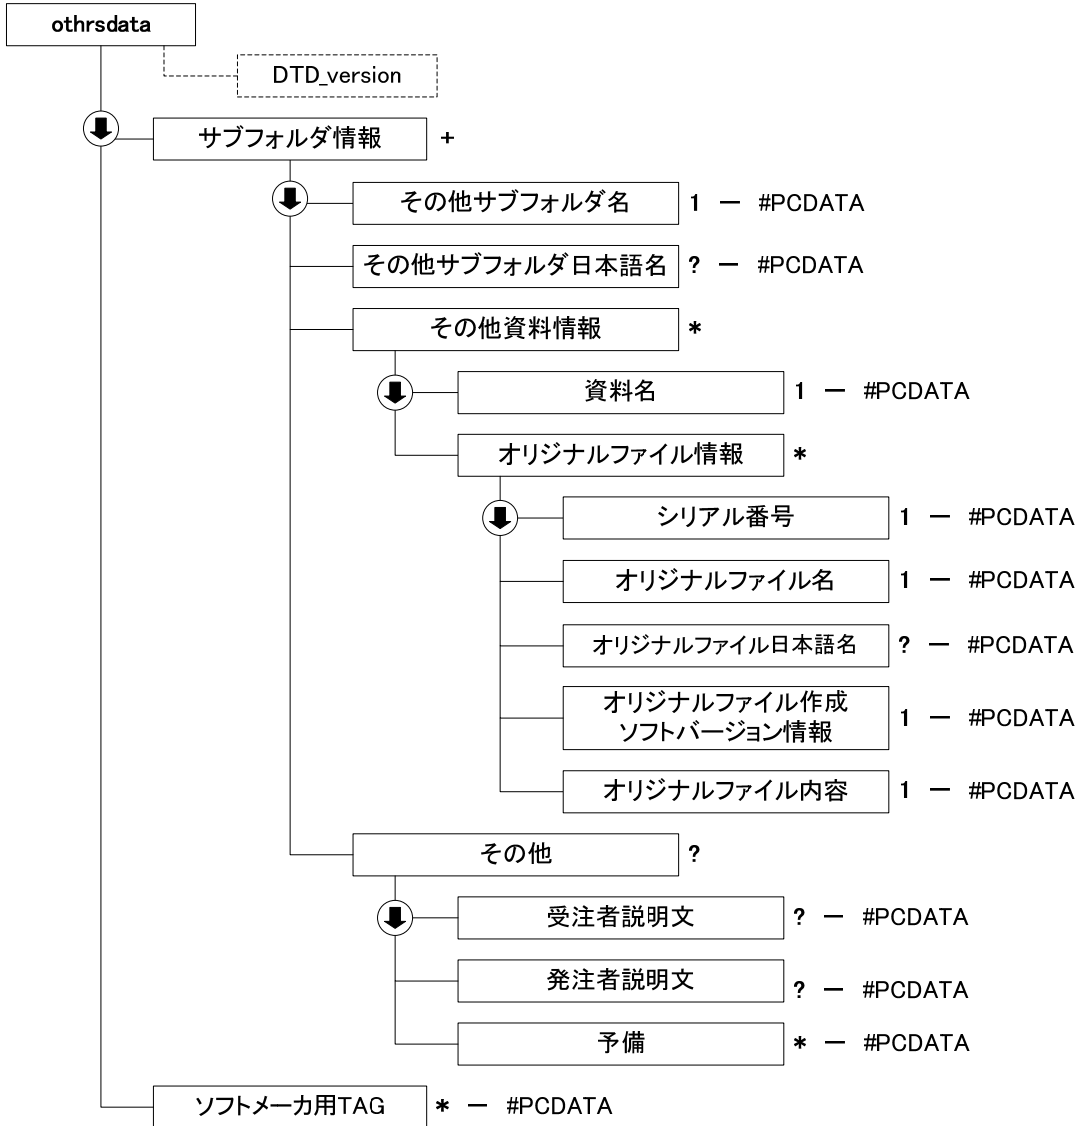 othrsdata
DTD_version
サブフォルダ情報 +
その他サブフォルダ名 1 ー #PCDATA
その他サブフォルダ日本語名 ? ー #PCDATA
その他資料情報 *
資料名 1 ー #PCDATA
オリジナルファイル情報 *
シリアル番号 1 ー #PCDATA
オリジナルファイル名 1 ー #PCDATA
オリジナルファイル日本語名 ? ー #PCDATA
オリジナルファイル作成
ソフトバージョン情報 1 ー #PCDATA
オリジナルファイル内容 1 ー #PCDATA
その他 ?
受注者説明文 ? ー #PCDATA
発注者説明文 ? ー #PCDATA
予備 * ー #PCDATA
ソフトメーカ用TAG * ー #PCDATA